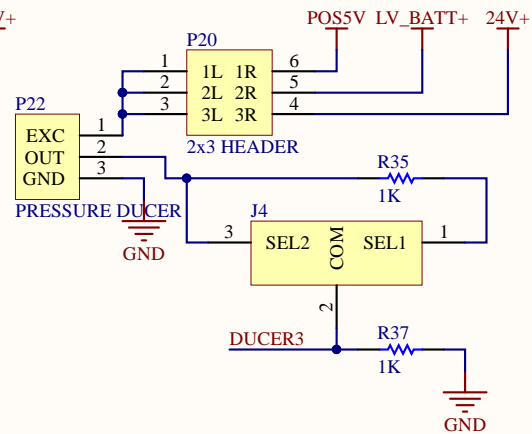 V+
POS5V LV_BATT+ 24V+
P20
1 1L 1R 6
2 2L 2R 5
3 3L 3R 4
2x3 HEADER
P22
EXC 1
OUT 2
GND 3
PRESSURE DUCER
GND
R35
1K
J4
3 SEL2 COM SEL1 1
2
DUCER3
R37
1K
GND